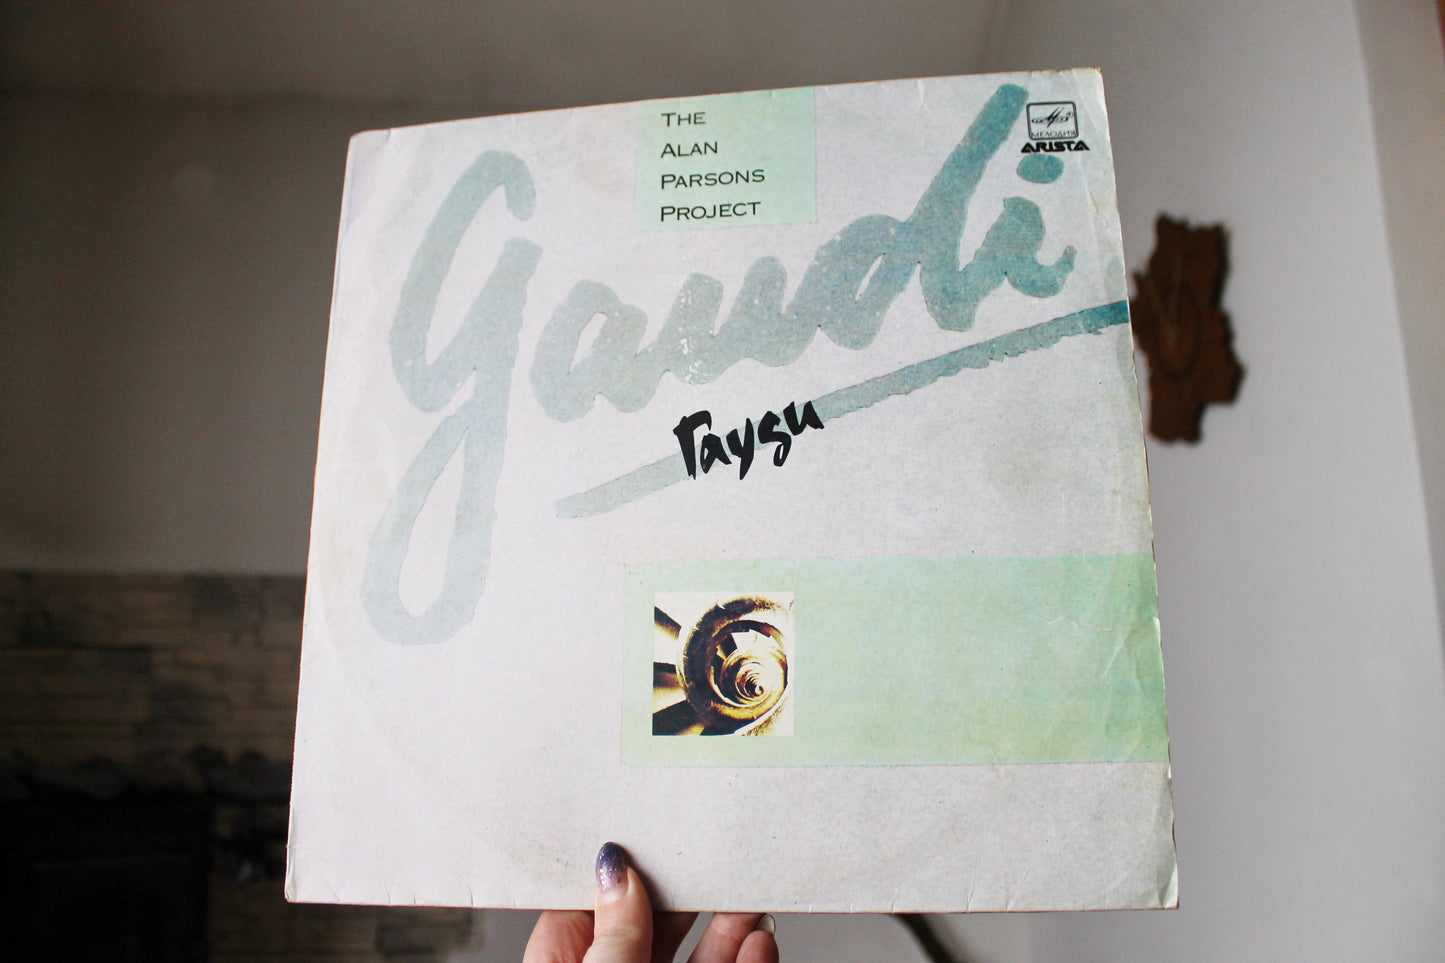 The
Alan
Parsons
Project
МЕЛОДИЯ
ARISTA
gaudi
Гауди